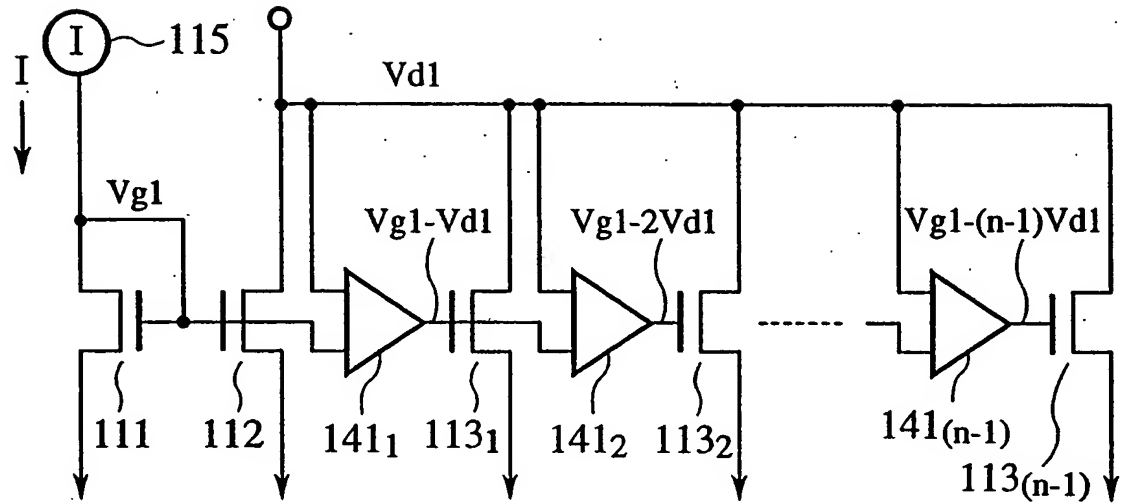 I
115
I
Vd1
Vg1
Vg1-Vd1
Vg1-2Vd1
Vg1-(n-1)Vd1
111
112
141₁
113₁
141₂
113₂
141(n-1)
113(n-1)